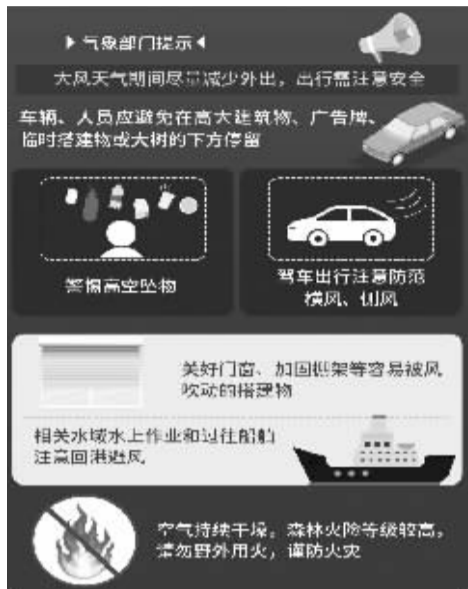 气象部门提示
大风天气期间尽量减少外出，出行需注意安全
车辆、人员应避免在高大建筑物、广告牌、
临时搭建物或大树的下方停留
警惕高空坠物
驾车出行注意防范
横风、侧风
关好门窗、加固棚架等容易被风
吹动的搭建物
相关水域水上作业和过往船舶
注意回港避风
空气持续干燥，森林火险等级较高。
请勿野外用火，谨防火灾